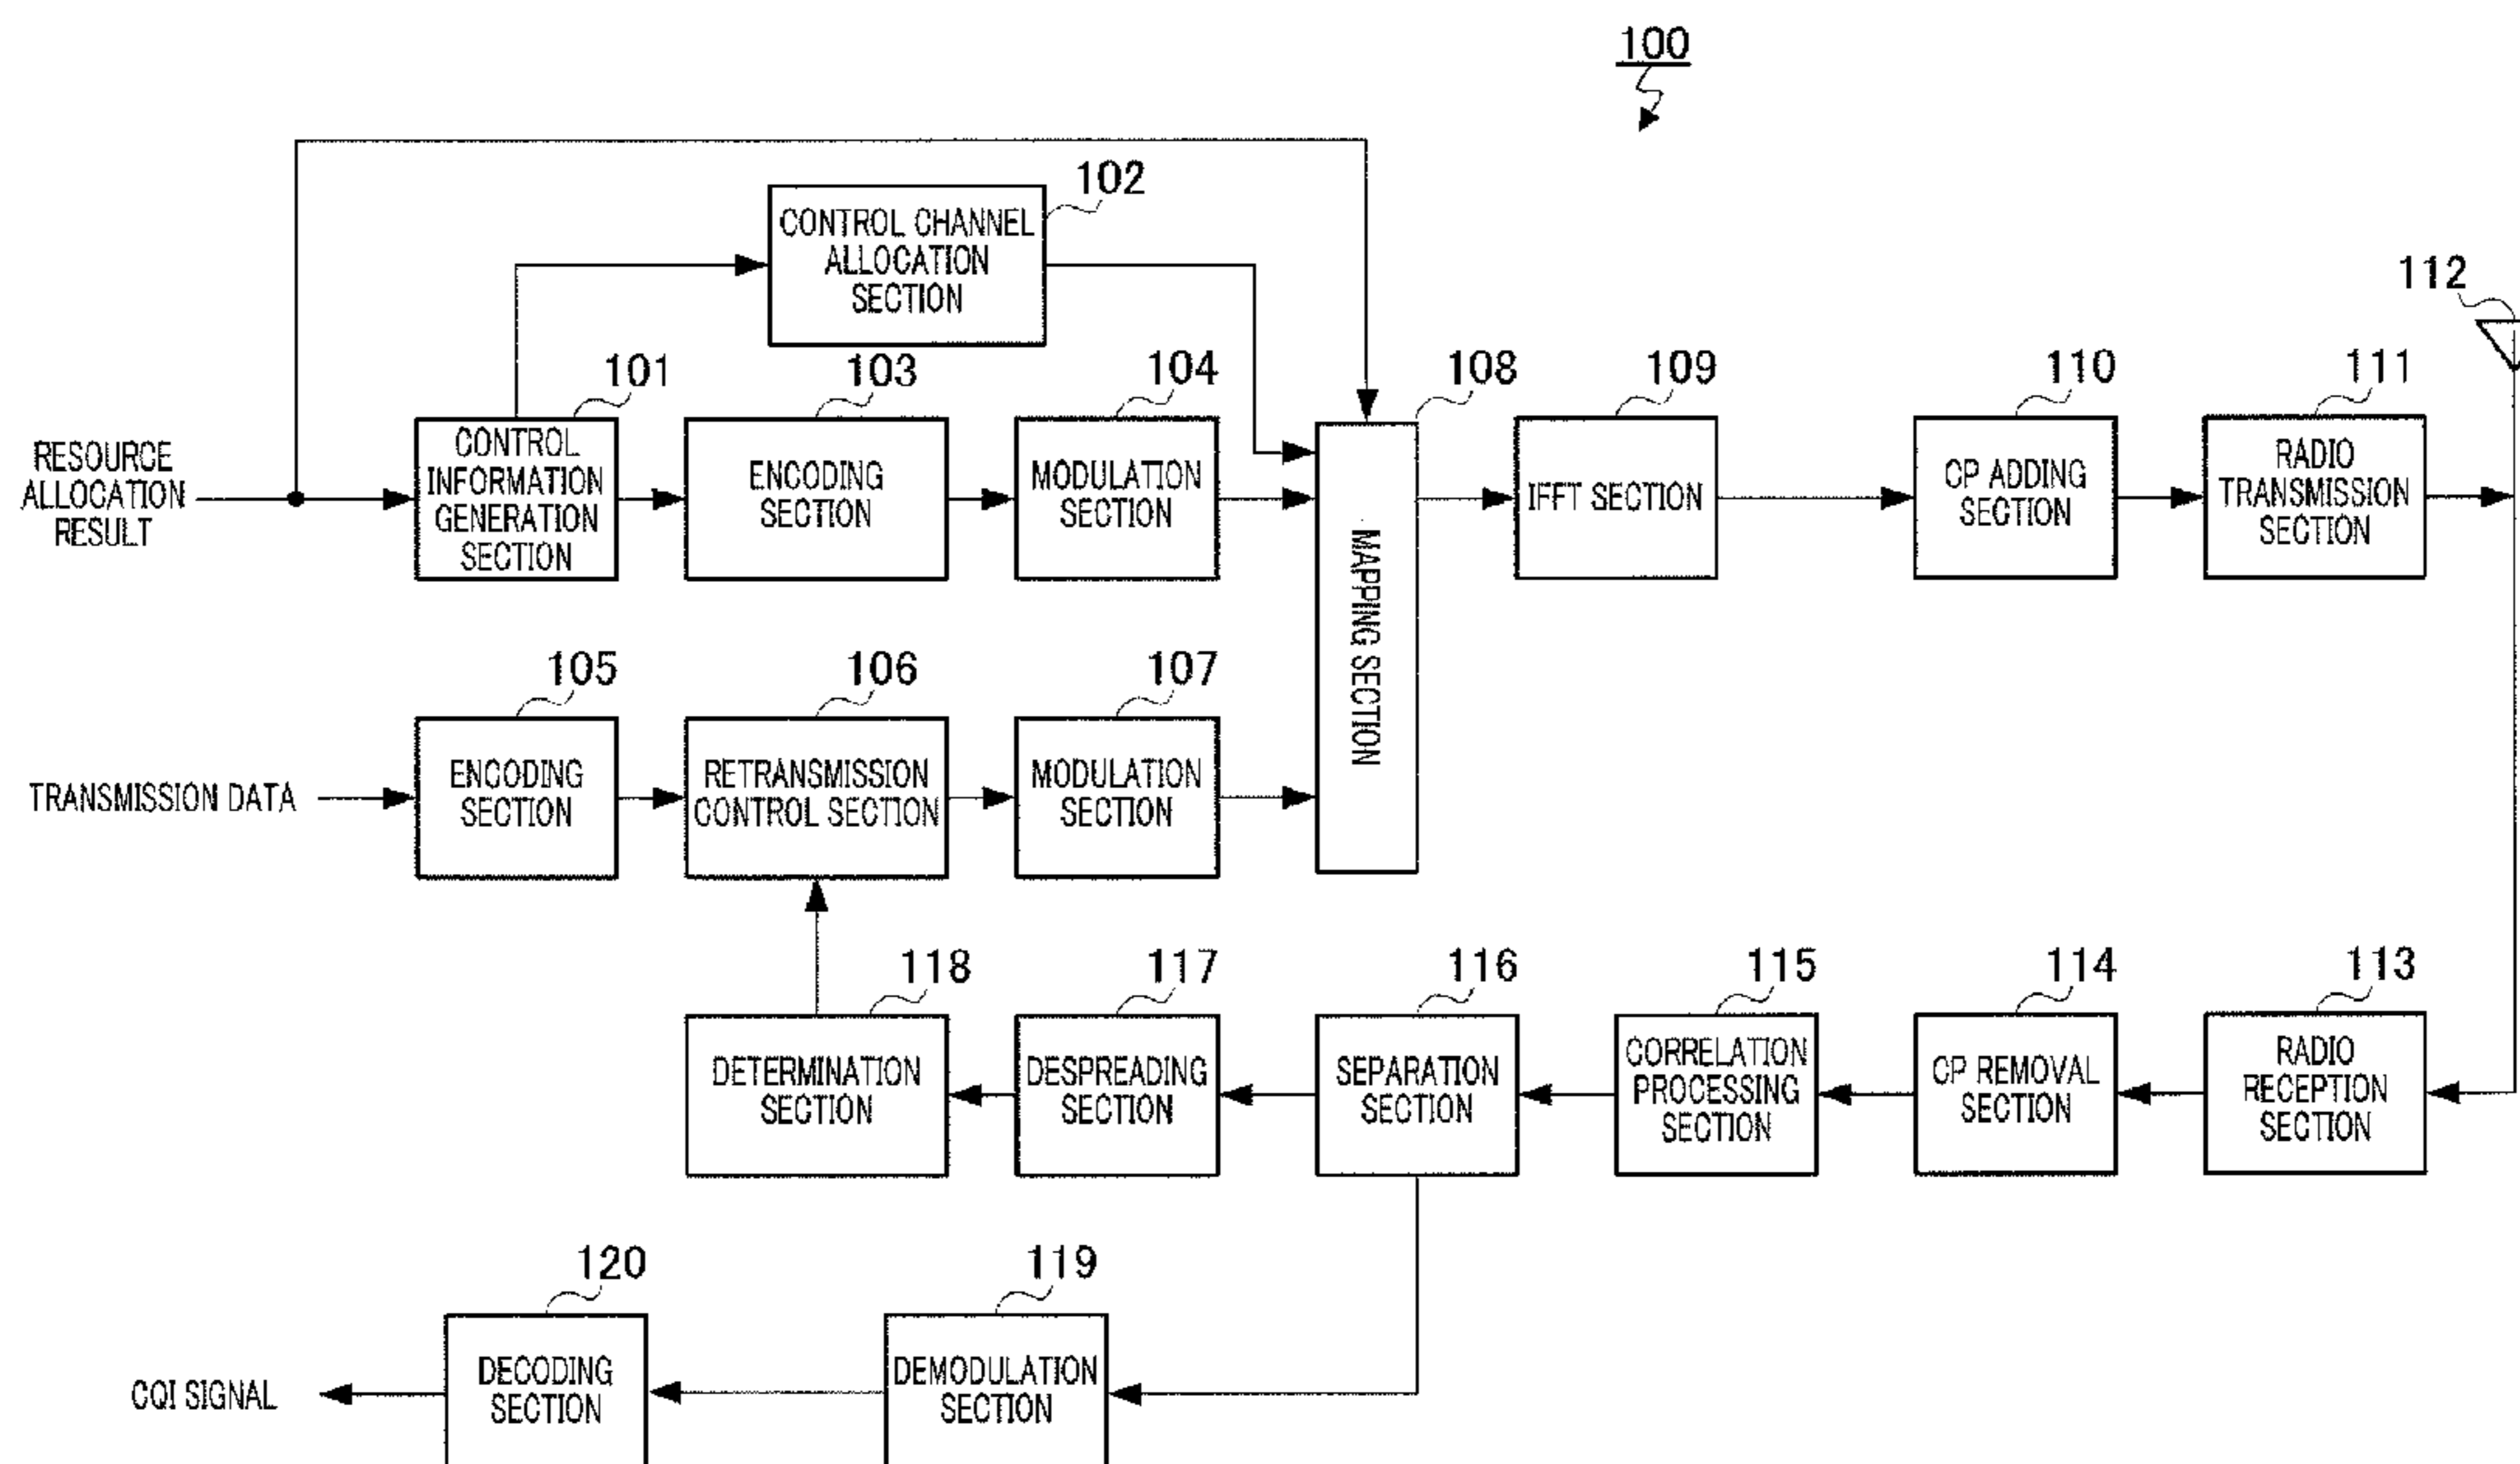 100
102
CONTROL CHANNEL
ALLOCATION
SECTION
112
101
103
104
108
109
110
111
RESOURCE
ALLOCATION
RESULT
CONTROL
INFORMATION
GENERATION
SECTION
ENCODING
SECTION
MODULATION
SECTION
MAPPING SECTION
IFFT SECTION
CP ADDING
SECTION
RADIO
TRANSMISSION
SECTION
105
106
107
TRANSMISSION DATA
ENCODING
SECTION
RETRANSMISSION
CONTROL SECTION
MODULATION
SECTION
118
117
116
115
114
113
DETERMINATION
SECTION
DESPREADING
SECTION
SEPARATION
SECTION
CORRELATION
PROCESSING
SECTION
CP REMOVAL
SECTION
RADIO
RECEPTION
SECTION
120
119
CQI SIGNAL
DECODING
SECTION
DEMODULATION
SECTION